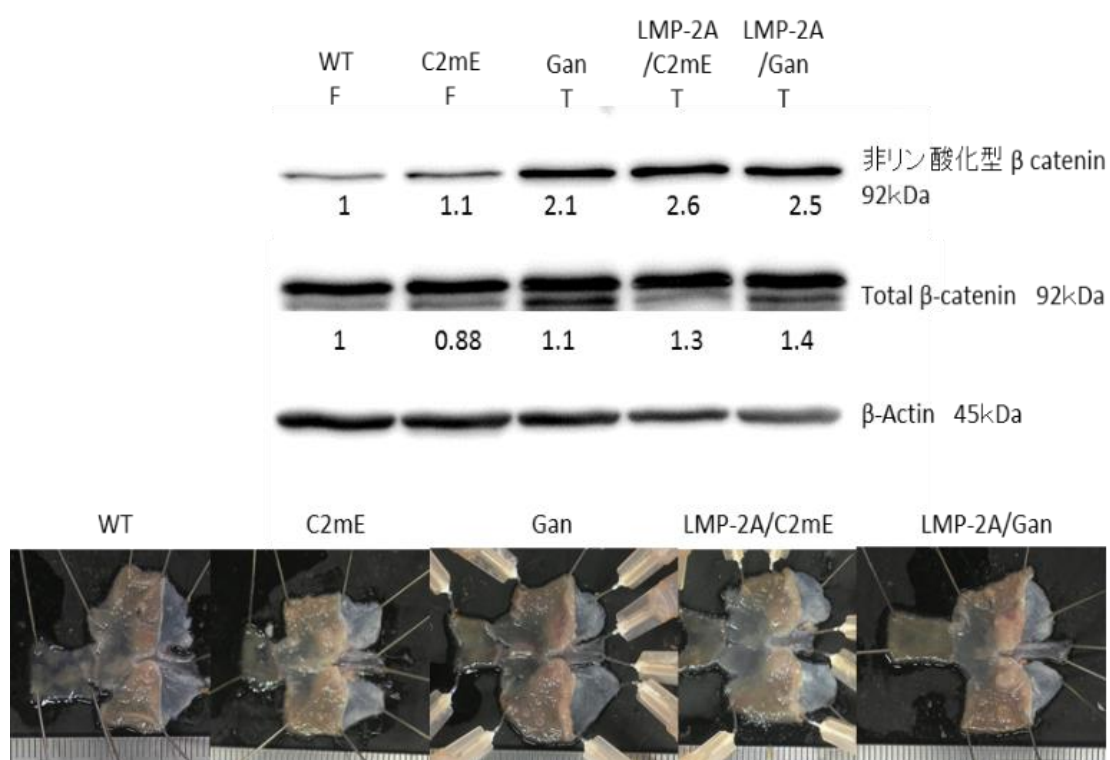 WT C2mE Gan LMP-2A/C2mE LMP-2A/Gan
F F T T T
非リン酸化型 β catenin
92kDa
1 1.1 2.1 2.6 2.5
Total β-catenin 92kDa
1 0.88 1.1 1.3 1.4
β-Actin 45kDa
WT C2mE Gan LMP-2A/C2mE LMP-2A/Gan